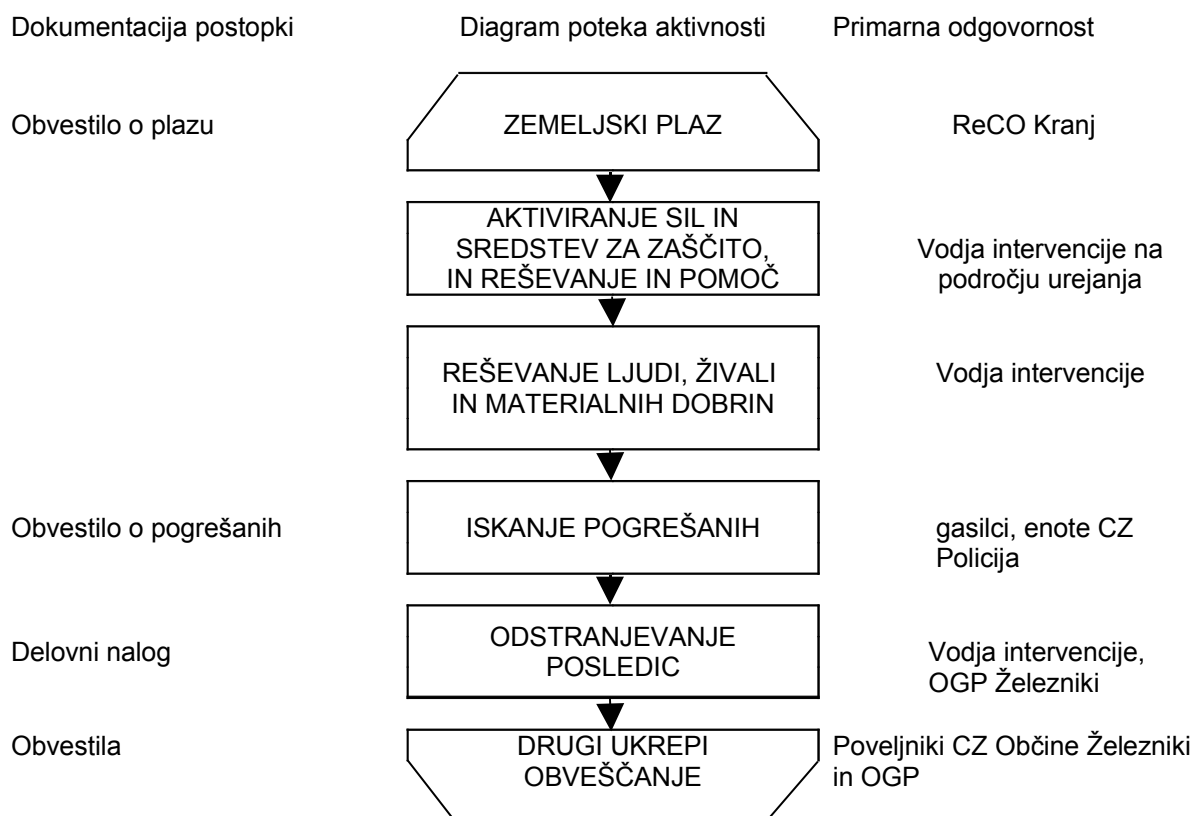 Dokumentacija postopki Diagram poteka aktivnosti Primarna odgovornost
Obvestilo o plazu ZEMELJSKI PLAZ ReCO Kranj
AKTIVIRANJE SIL IN
SREDSTEV ZA ZAŠČITO,
IN REŠEVANJE IN POMOČ
Vodja intervencije na
področju urejanja
REŠEVANJE LJUDI, ŽIVALI
IN MATERIALNIH DOBRIN
Vodja intervencije
Obvestilo o pogrešanih ISKANJE POGREŠANIH gasilci, enote CZ
Policija
Delovni nalog
ODSTRANJEVANJE
POSLEDIC
Vodja intervencije,
OGP Železniki
Obvestila
DRUGI UKREPI
OBVEŠČANJE
Poveljniki CZ Občine Železniki
in OGP